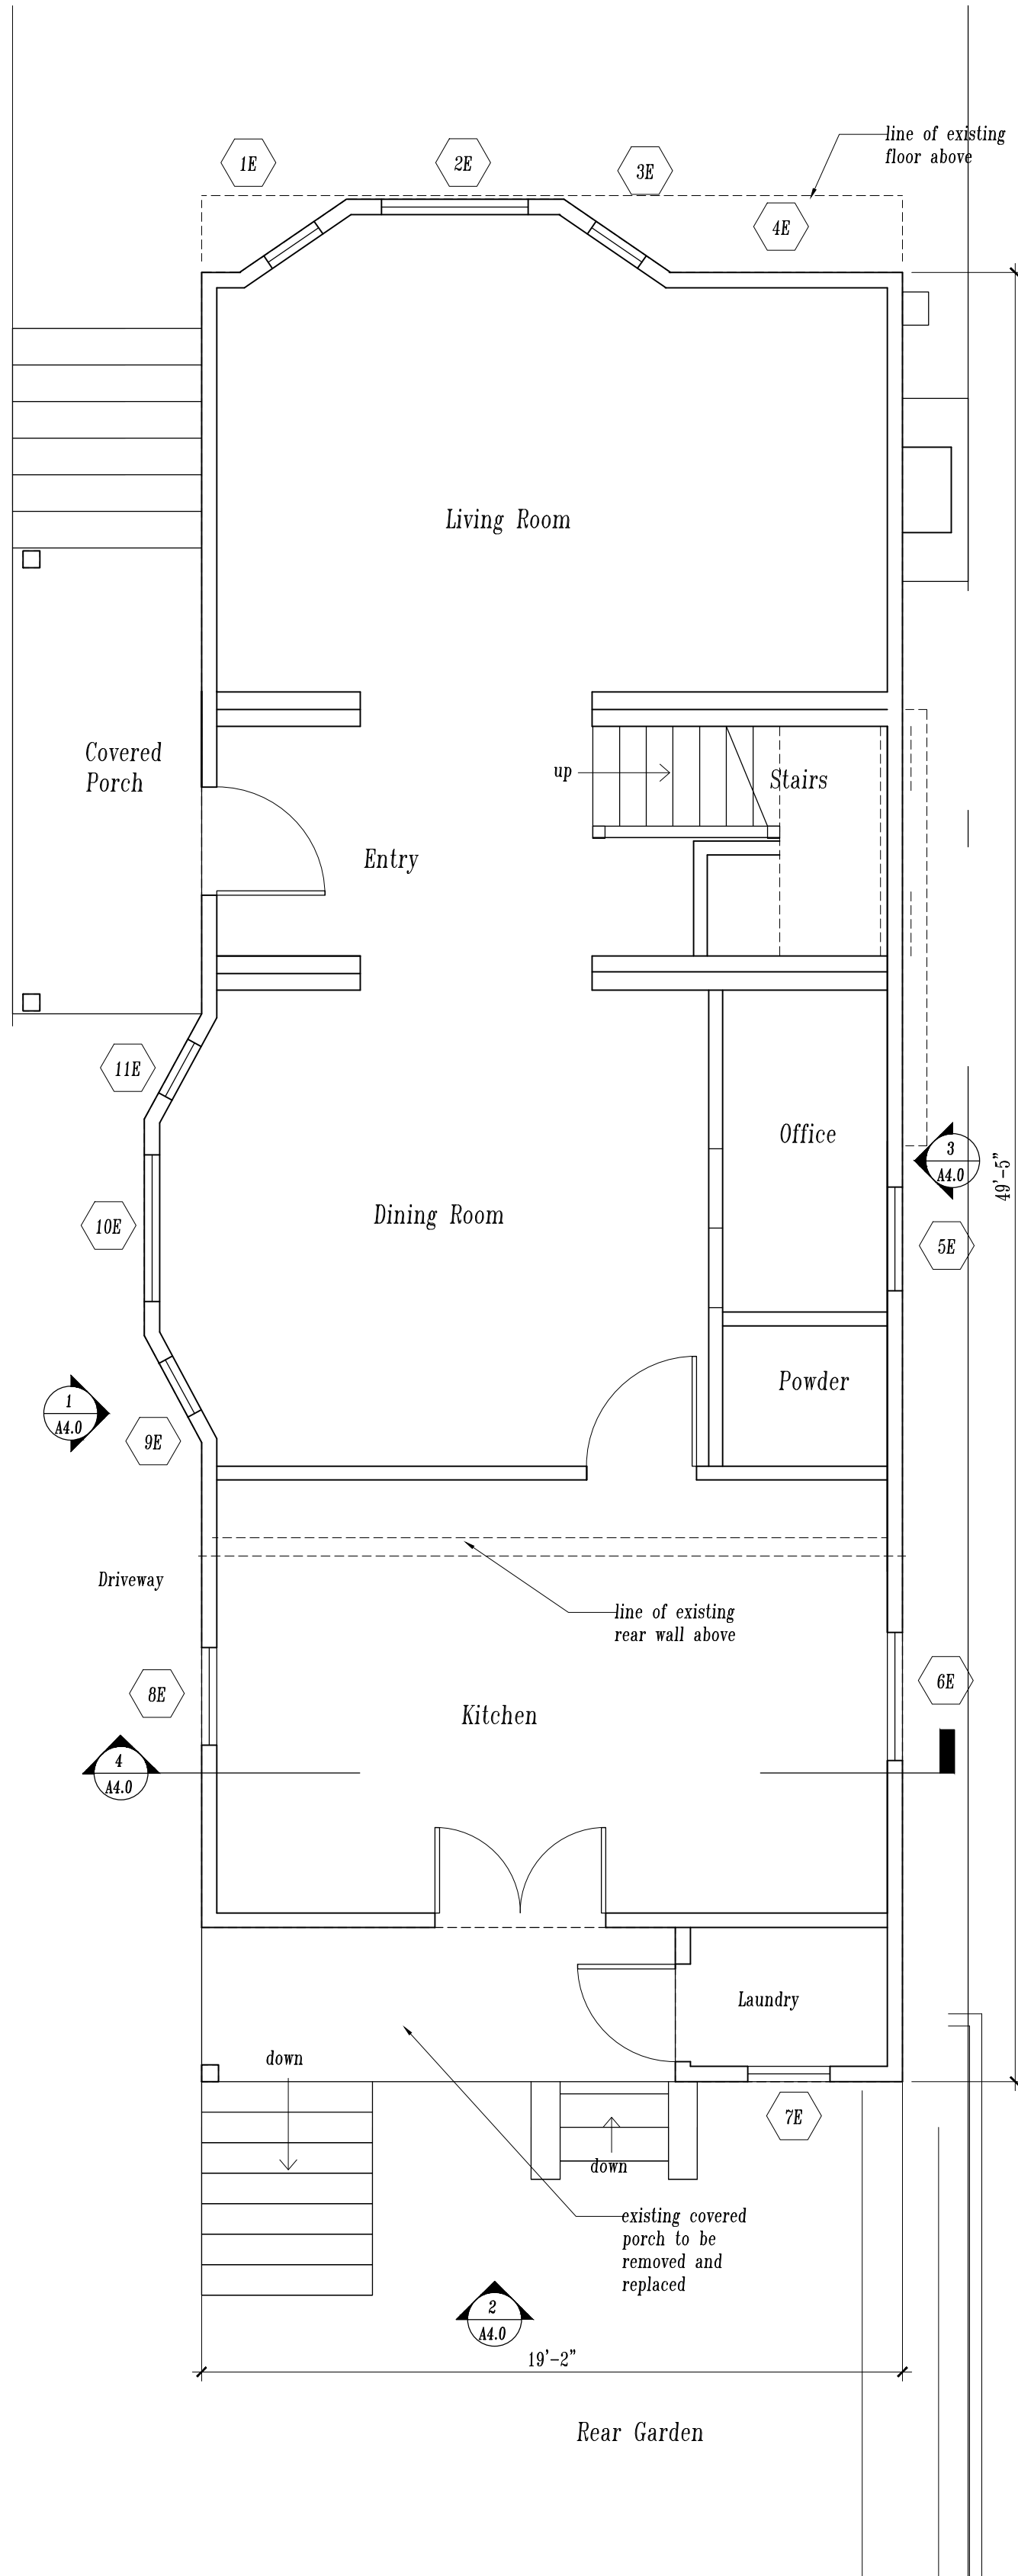 line of existing
floor above
1E
2E
3E
4E
Living Room
Covered
Porch
up
Stairs
Entry
11E
Office
3
A4.0
49'-5"
10E
Dining Room
5E
Powder
1
A4.0
9E
Driveway
line of existing
rear wall above
8E
6E
Kitchen
4
A4.0
Laundry
down
7E
down
existing covered
porch to be
removed and
replaced
2
A4.0
19'-2"
Rear Garden